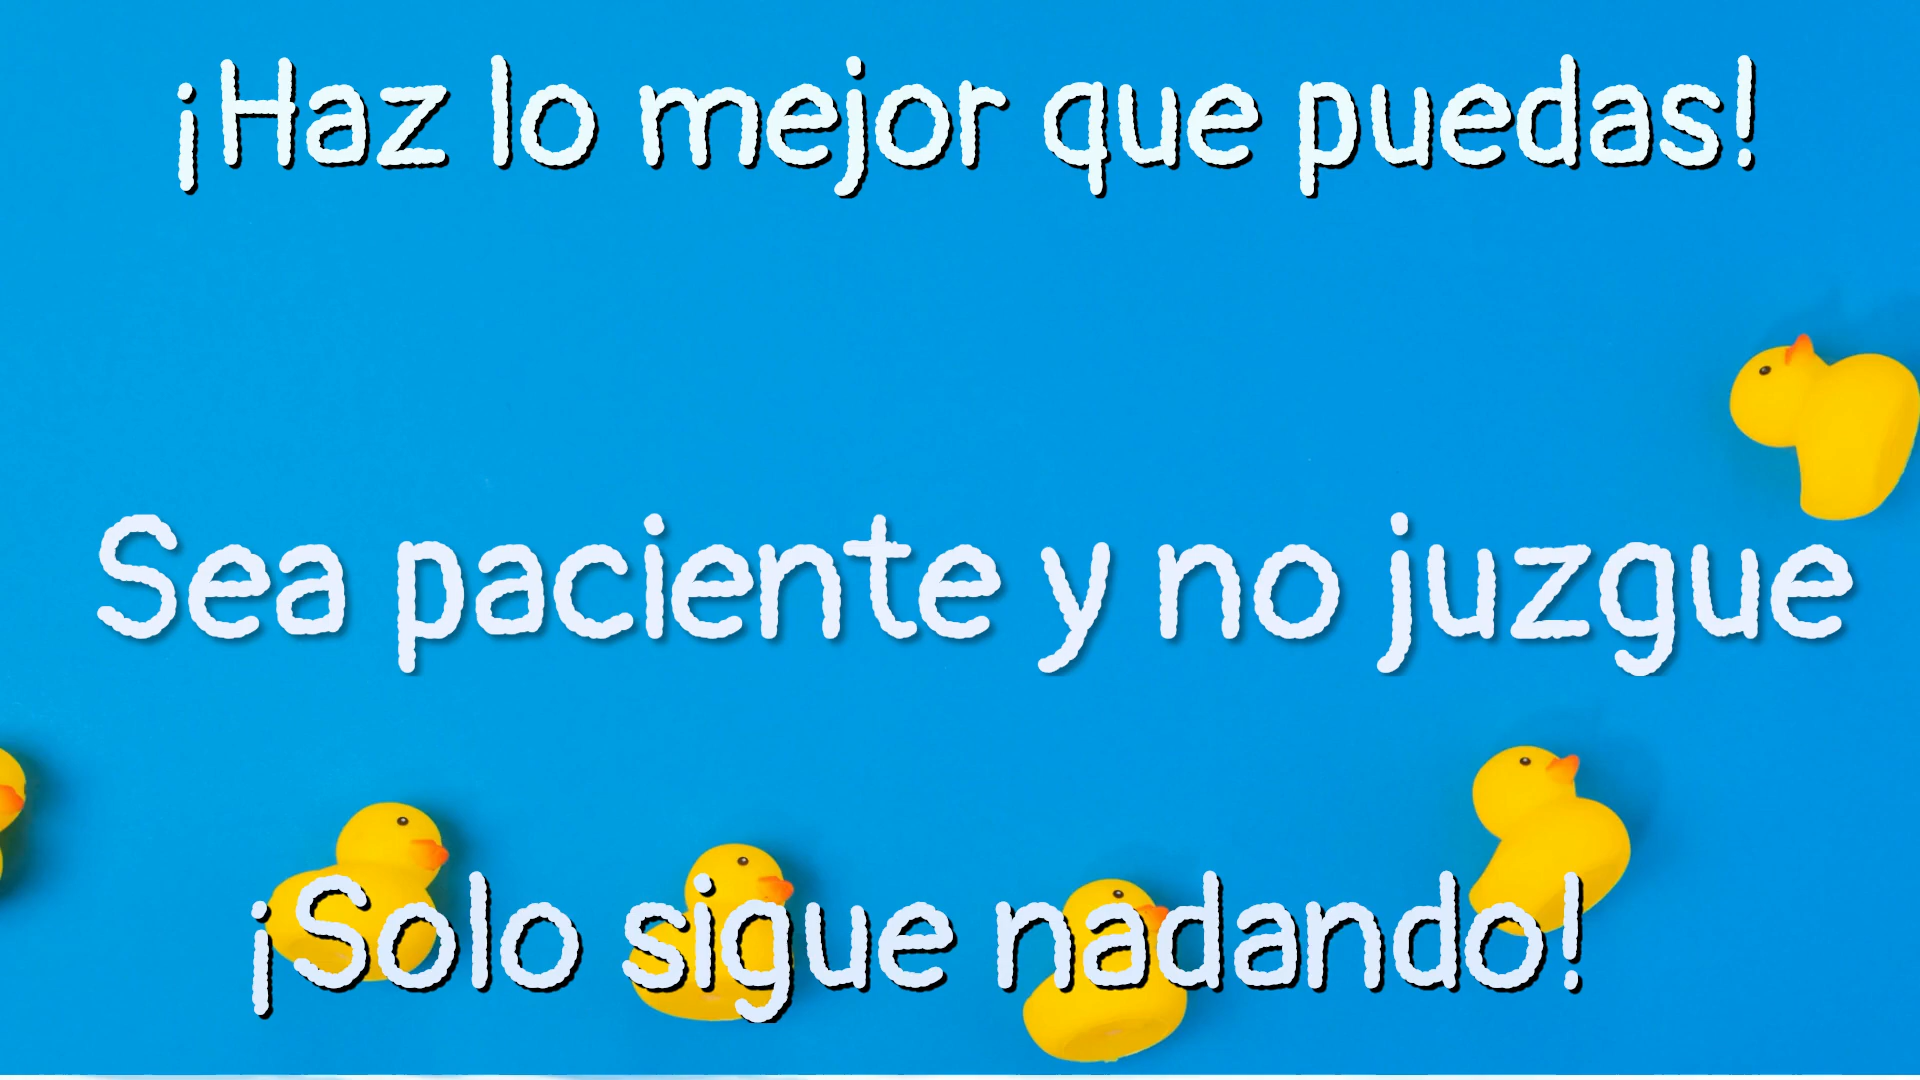 ¡Haz lo mejor que puedas!
Sea paciente y no juzgue
¡Solo sigue nadando!